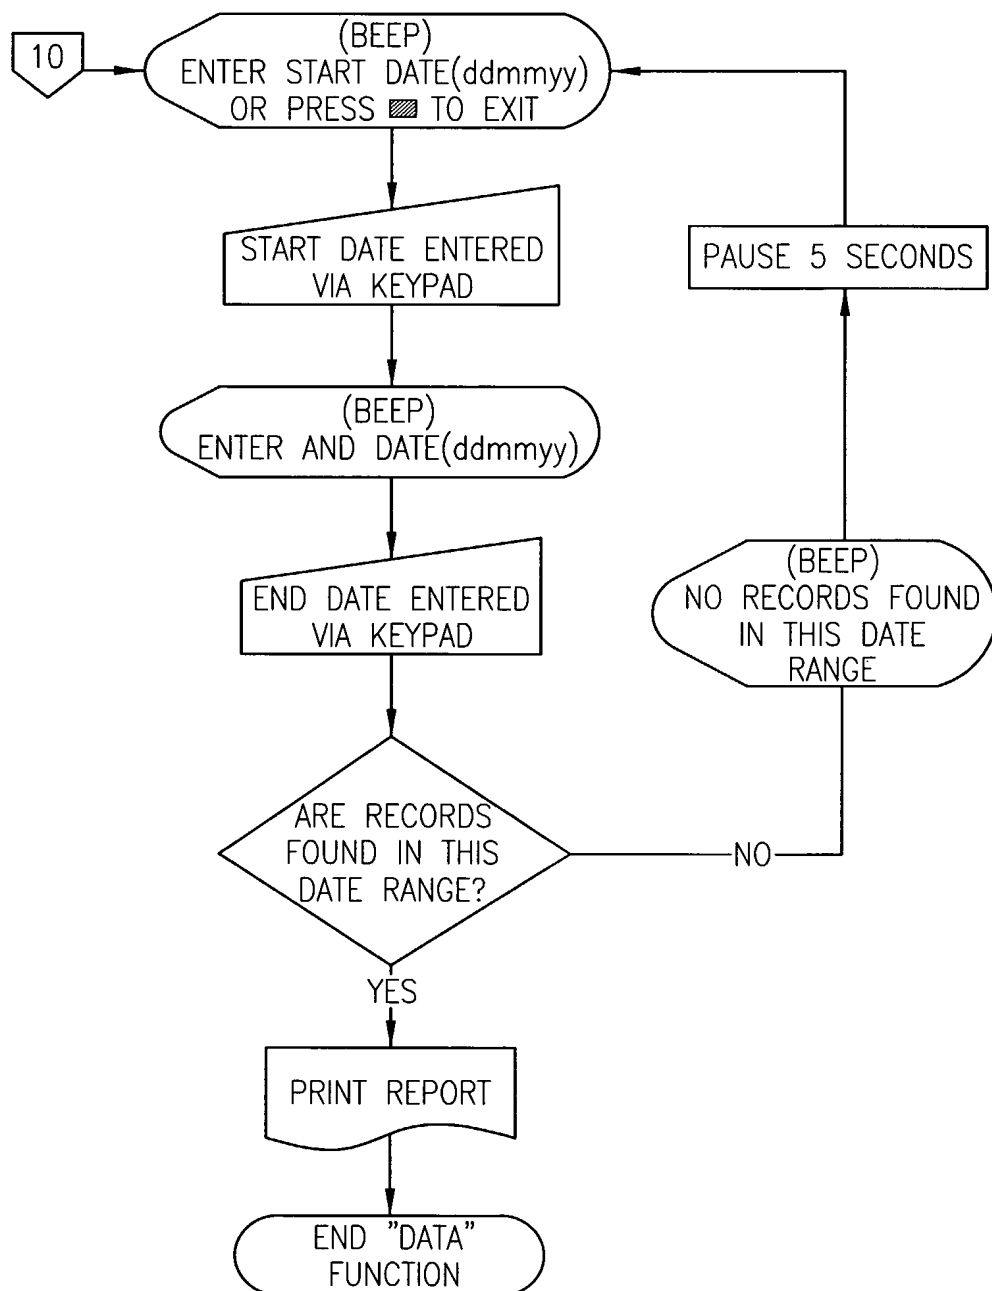 10
(BEEP)
ENTER START DATE(ddmmyy)
OR PRESS TO EXIT
START DATE ENTERED
VIA KEYPAD
PAUSE 5 SECONDS
(BEEP)
ENTER AND DATE(ddmmyy)
END DATE ENTERED
VIA KEYPAD
(BEEP)
NO RECORDS FOUND
IN THIS DATE
RANGE
ARE RECORDS
FOUND IN THIS
DATE RANGE?
NO
YES
PRINT REPORT
END "DATA"
FUNCTION